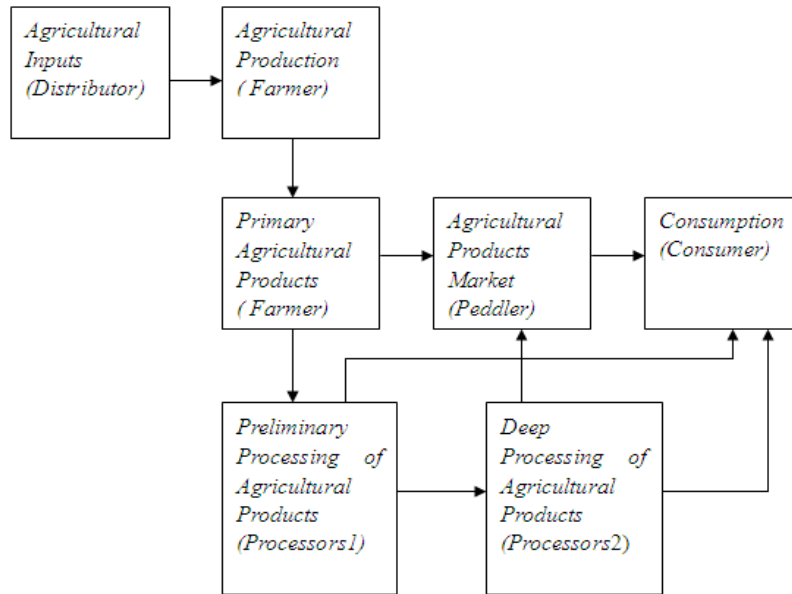 Agricultural
Inputs
(Distributor)
Agricultural
Production
( Farmer)
Primary
Agricultural
Products
( Farmer)
Agricultural
Products
Market
(Peddler)
Consumption
(Consumer)
Preliminary
Processing of
Agricultural
Products
(Processors1)
Deep
Processing of
Agricultural
Products
(Processors2)